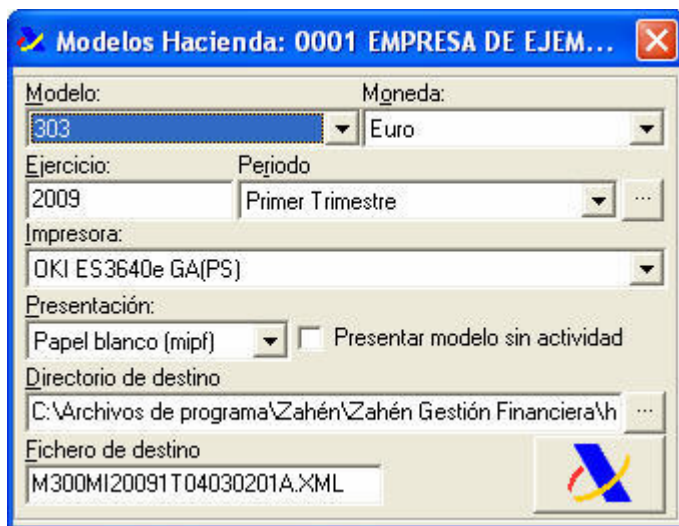 Modelos Hacienda: 0001 EMPRESA DE EJEM...
Modelo: Moneda:
303 Euro
Ejercicio: Periodo
2009 Primer Trimestre ...
Impresora:
OKI ES3640e GA(PS)
Presentación:
Papel blanco (mipf) Presentar modelo sin actividad
Directorio de destino
C:\Archivos de programa\Zahén\Zahén Gestión Financiera\h ...
Fichero de destino
M300MI20091T04030201A.XML